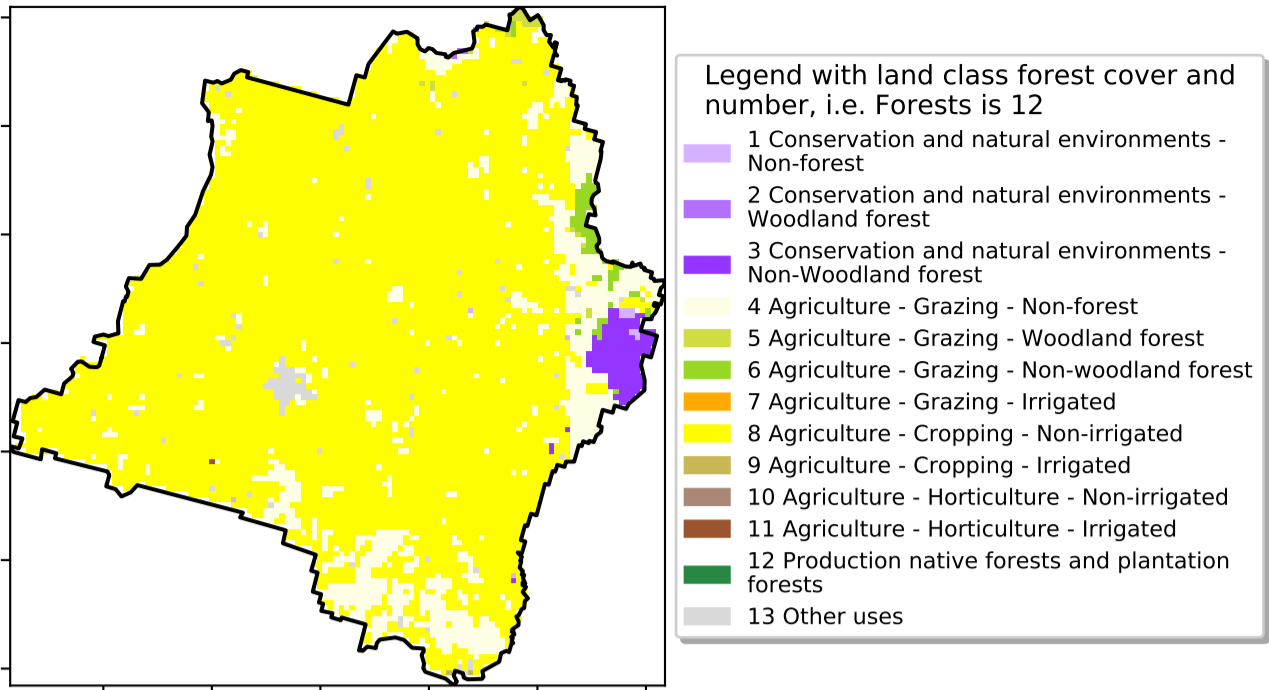 Legend with land class forest cover and
number, i.e. Forests is 12
1 Conservation and natural environments -
Non-forest
2 Conservation and natural environments -
Woodland forest
3 Conservation and natural environments -
Non-Woodland forest
4 Agriculture - Grazing - Non-forest
5 Agriculture - Grazing - Woodland forest
6 Agriculture - Grazing - Non-woodland forest
7 Agriculture - Grazing - Irrigated
8 Agriculture - Cropping - Non-irrigated
9 Agriculture - Cropping - Irrigated
10 Agriculture - Horticulture - Non-irrigated
11 Agriculture - Horticulture - Irrigated
12 Production native forests and plantation
forests
13 Other uses